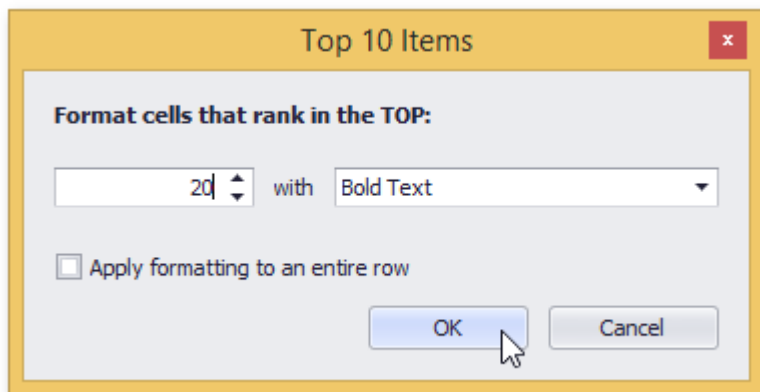 Top 10 Items
x
Format cells that rank in the TOP:
20 with Bold Text
Apply formatting to an entire row
OK Cancel